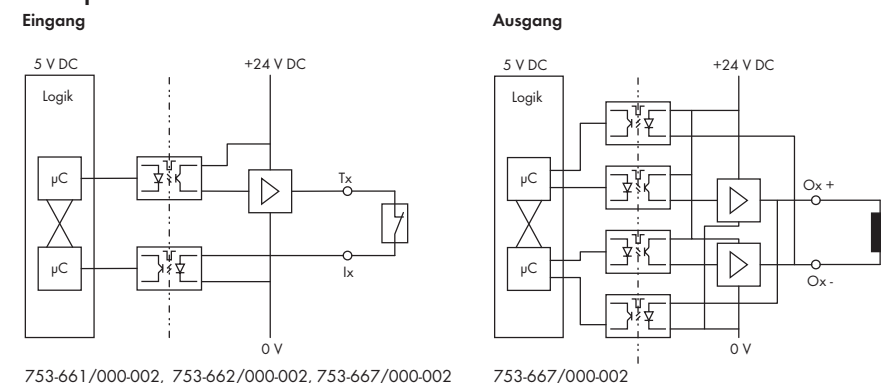 Eingang
5 V DC
+24 V DC
Logik
µC
µC
Tx
Ix
0 V
753-661/000-002, 753-662/000-002, 753-667/000-002
Ausgang
5 V DC
+24 V DC
Logik
µC
µC
Ox +
Ox -
0 V
753-667/000-002